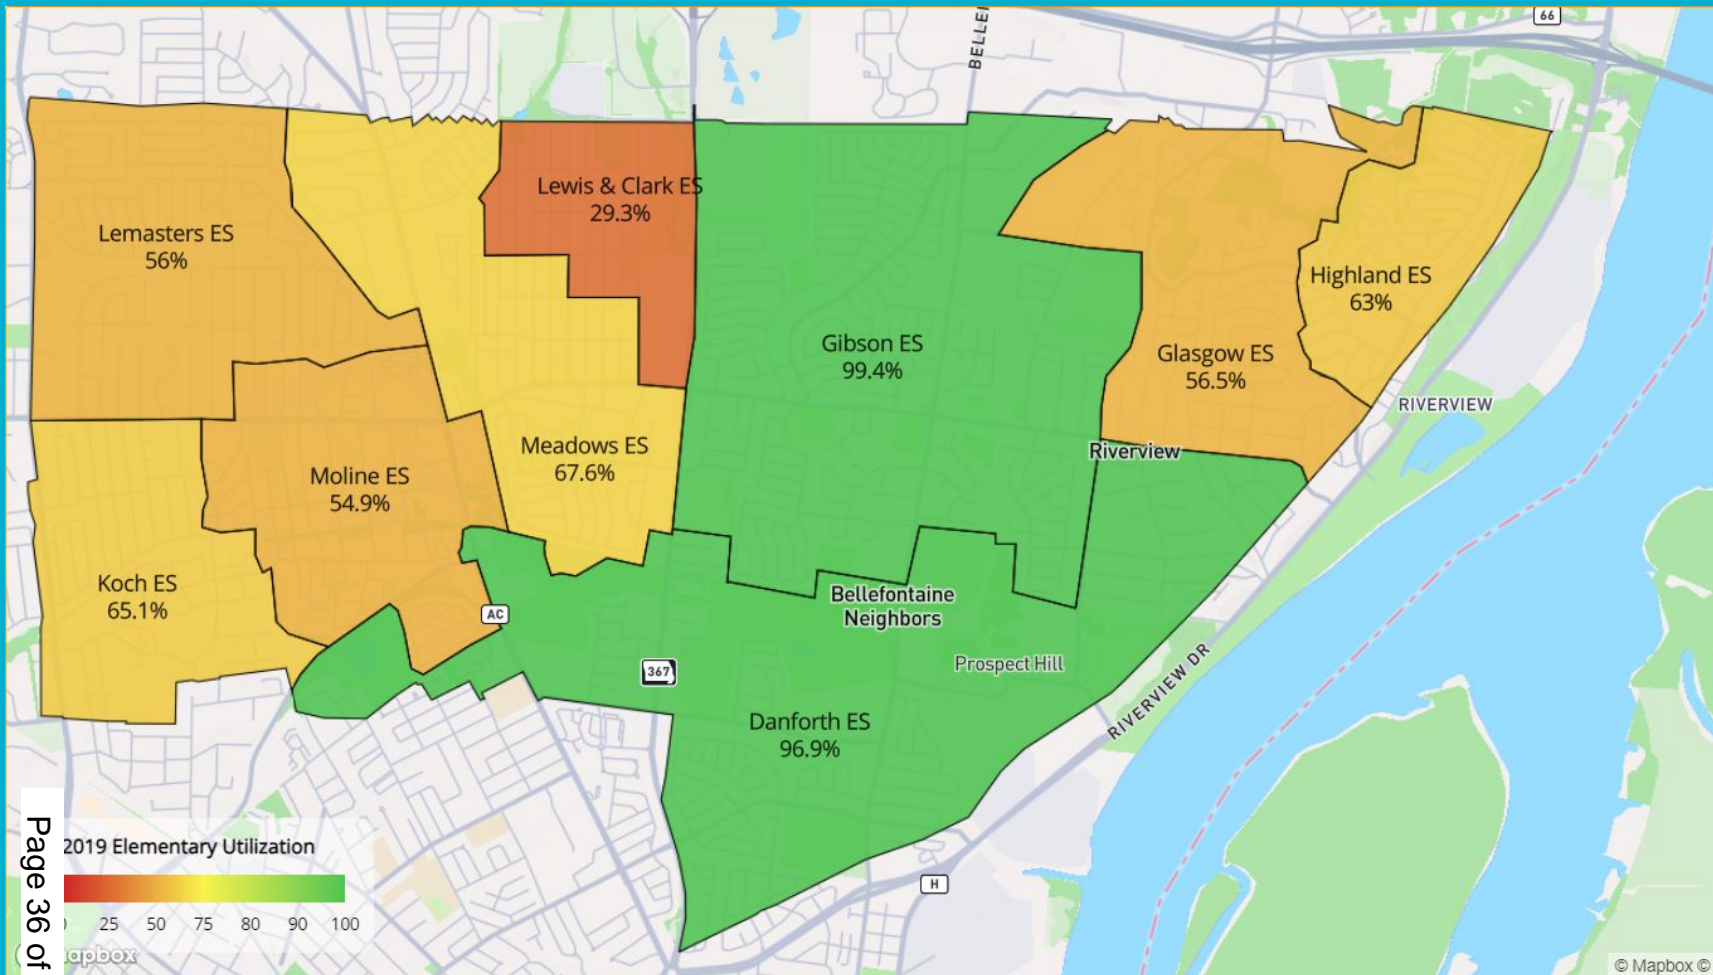 66
BELLE
Lewis & Clark ES
29.3%
Lemasters ES
56%
Highland ES
63%
Gibson ES
99.4%
Glasgow ES
56.5%
RIVERVIEW
Meadows ES
67.6%
Riverview
Moline ES
54.9%
Koch ES
65.1%
AC
Bellefontaine
Neighbors
367
Prospect Hill
RIVERVIEW DR
Danforth ES
96.9%
H
Page 36 of
2019 Elementary Utilization
25 50 75 80 90 100
mapbox
© Mapbox ©